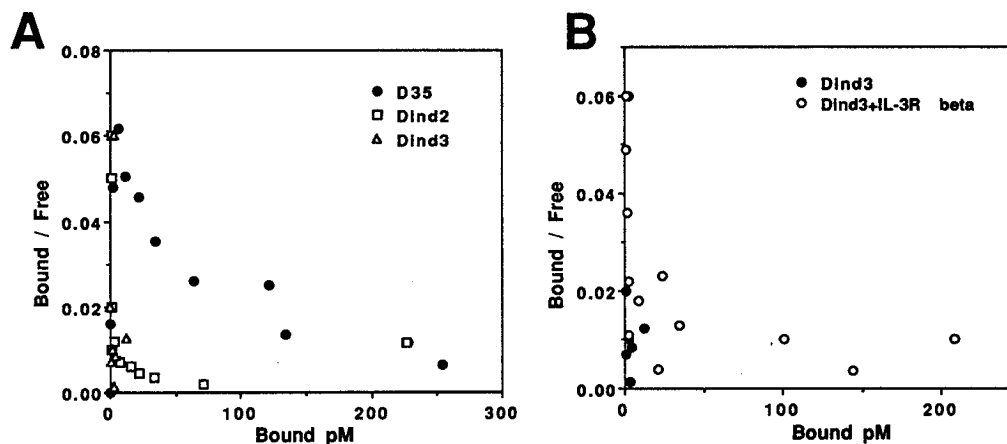 A
0.08
0.06
0.04
0.02
0.00
Bound / Free
D35
Dind2
Dind3
0
100
200
300
Bound pM
B
0.06
0.04
0.02
0.00
Bound / Free
Dind3
Dind3+IL-3R beta
0
100
200
Bound pM